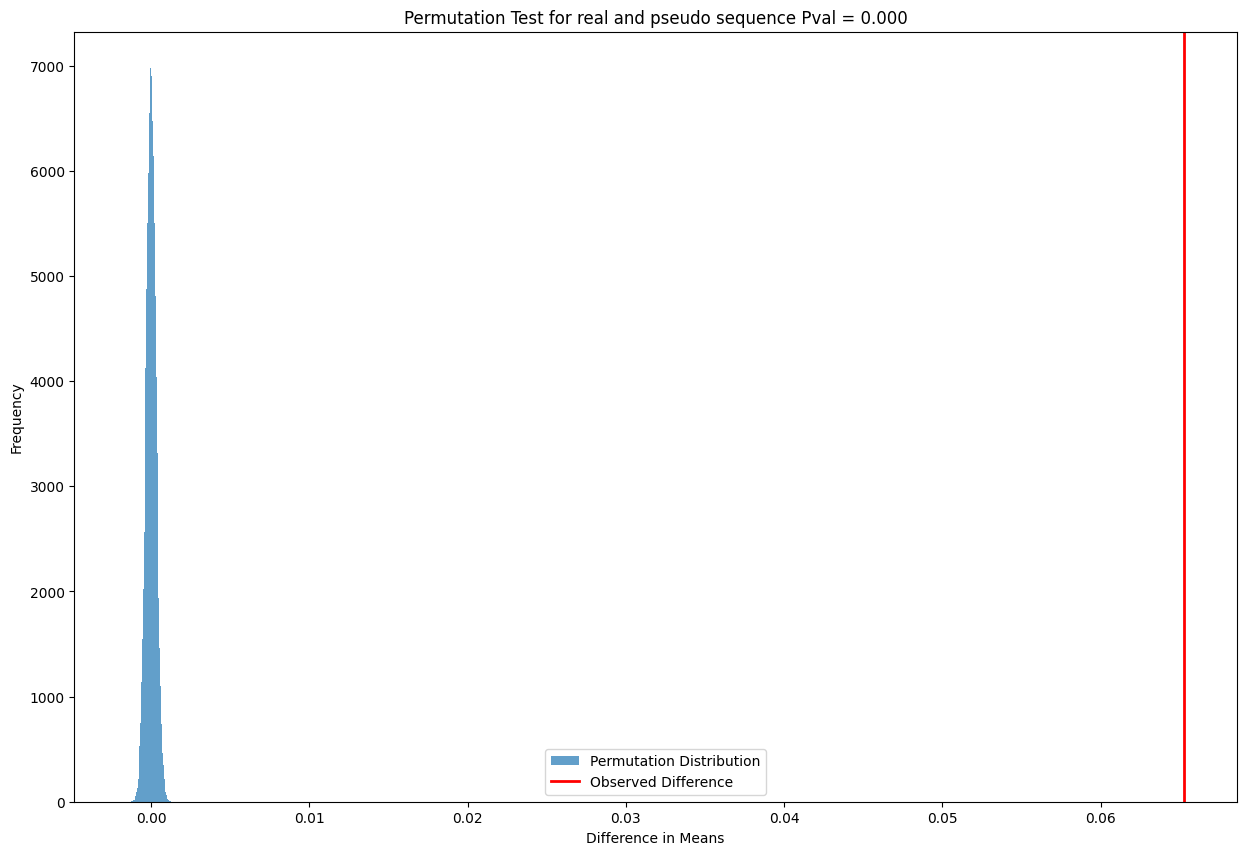 Permutation Test for real and pseudo sequence Pval = 0.000
7000
6000
5000
4000
3000
2000
1000
0
Frequency
Permutation Distribution
Observed Difference
0.00 0.01 0.02 0.03 0.04 0.05 0.06
Difference in Means